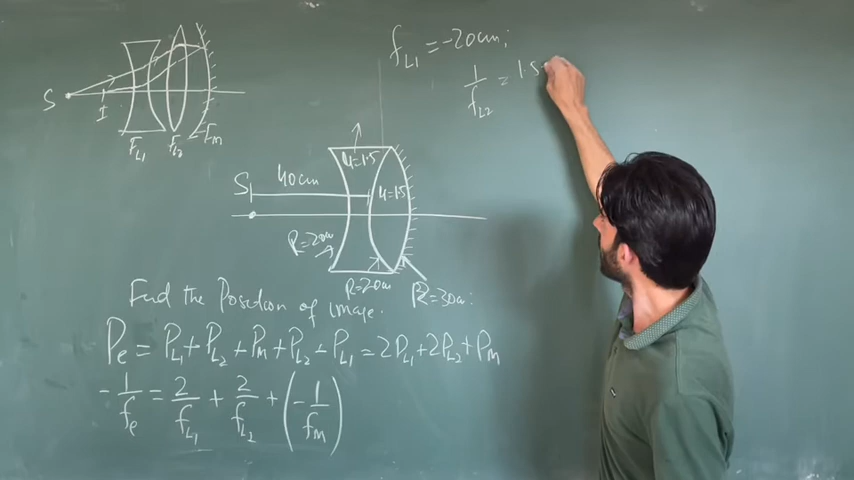 S
I
F_L1
F_L2
F_m
f_L1 = -20cm;
1/f_L2 = 1.5
S
40cm
μ=1.5
μ=1.5
R=20cm
R=20cm
R=30cm:
Find the Position of image.
P_e = P_L1 + P_L2 + P_m + P_L2 + P_L1 = 2P_L1 + 2P_L2 + P_m
-1/f_e = 2/f_L1 + 2/f_L2 + (-1/f_m)